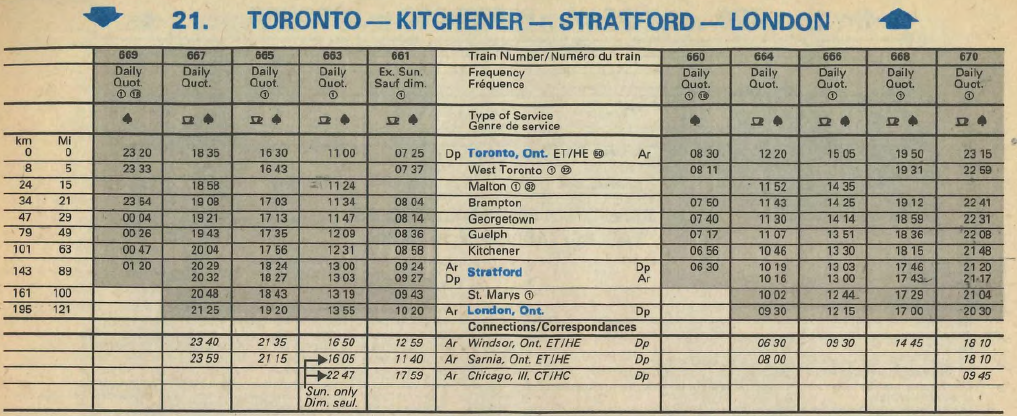 21. TORONTO — KITCHENER — STRATFORD — LONDON
669 667 665 663 661 Train Number/Numéro du train 660 664 666 668 670
Daily Daily Daily Daily Ex. Sun. Frequency Daily Daily Daily Daily Daily
Quot. Quot. Quot. Quot. Sauf dim. Fréquence Quot. Quot. Quot. Quot. Quot.
① ⑱ ① ① ① ① ⑱ ① ① ①
Type of Service
Genre de service
km Mi
0 0 23 20 18 35 15 30 11 00 07 25 Dp Toronto, Ont. ET/HE ㊿ Ar 08 30 12 20 15 05 19 50 23 15
8 5 23 33 16 43 07 37 West Toronto ① 08 11 19 31 22 59
24 15 18 58 11 24 Malton ① 11 52 14 35
34 21 23 54 19 08 17 03 11 34 08 04 Brampton 07 50 11 43 14 25 19 12 22 41
47 29 00 04 19 21 17 13 11 47 08 14 Georgetown 07 40 11 30 14 14 18 59 22 31
79 49 00 26 19 43 17 35 12 09 08 36 Guelph 07 17 11 07 13 51 18 36 22 08
101 63 00 47 20 04 17 56 12 31 08 58 Kitchener 06 56 10 46 13 30 18 15 21 48
143 89 01 20 20 29 18 24 13 00 09 24 Ar Stratford Dp 06 30 10 19 13 03 17 46 21 20
20 32 18 27 13 03 09 27 Dp Ar 10 16 13 00 17 43 21 17
161 100 20 48 18 43 13 19 09 43 St. Marys ① 10 02 12 44 17 29 21 04
195 121 21 25 19 20 13 55 10 20 Ar London, Ont. Dp 09 30 12 15 17 00 20 30
Connections/Correspondances
23 40 21 35 16 50 12 59 Ar Windsor, Ont. ET/HE Dp 06 30 09 30 14 45 18 10
23 59 21 15 16 05 11 40 Ar Sarnia, Ont. ET/HE Dp 08 00 18 10
22 47 17 59 Ar Chicago, Ill. CT/HC Dp 09 45
Sun. only
Dim. seul.